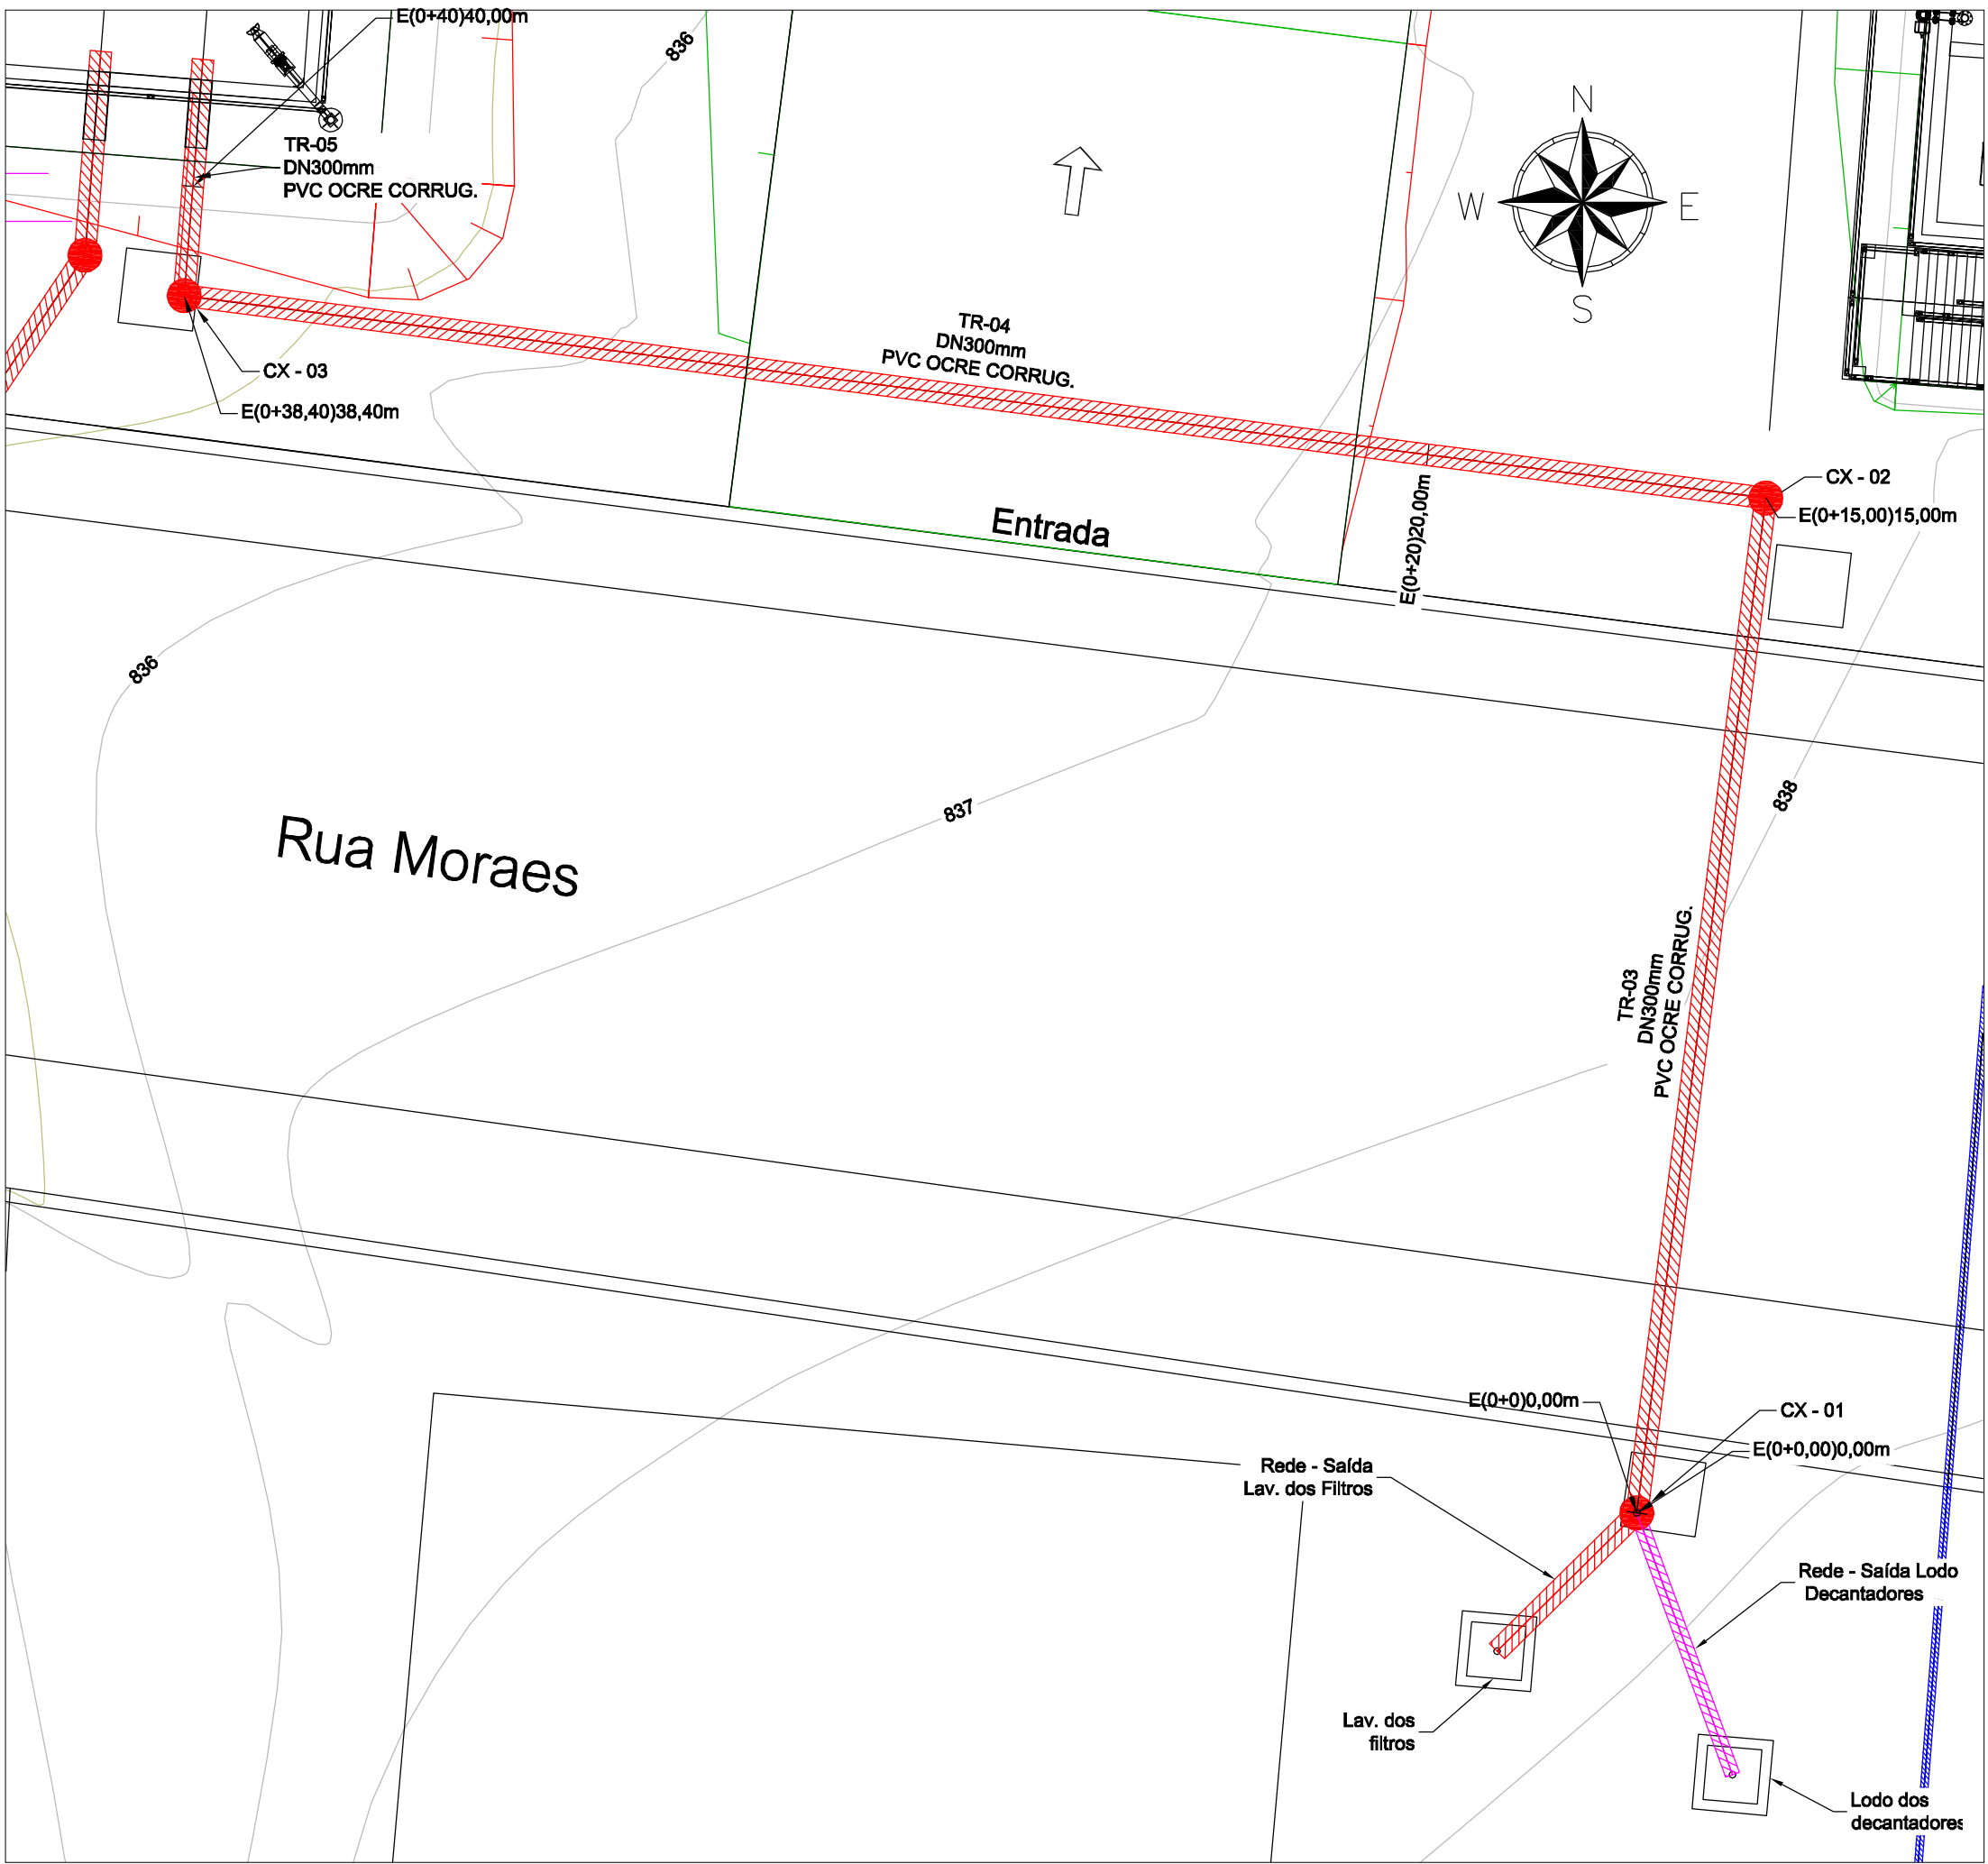 E(0+40)40,00m
836
TR-05
DN300mm
PVC OCRE CORRUG.
N
W
E
S
TR-04
DN300mm
PVC OCRE CORRUG.
CX - 03
E(0+38,40)38,40m
CX - 02
E(0+15,00)15,00m
Entrada
E(0+20)20,00m
836
837
838
Rua Moraes
TR-03
DN300mm
PVC OCRE CORRUG.
E(0+0)0,00m
CX - 01
E(0+0,00)0,00m
Rede - Saída
Lav. dos Filtros
Rede - Saída Lodo
Decantadores
Lav. dos
filtros
Lodo dos
decantadores